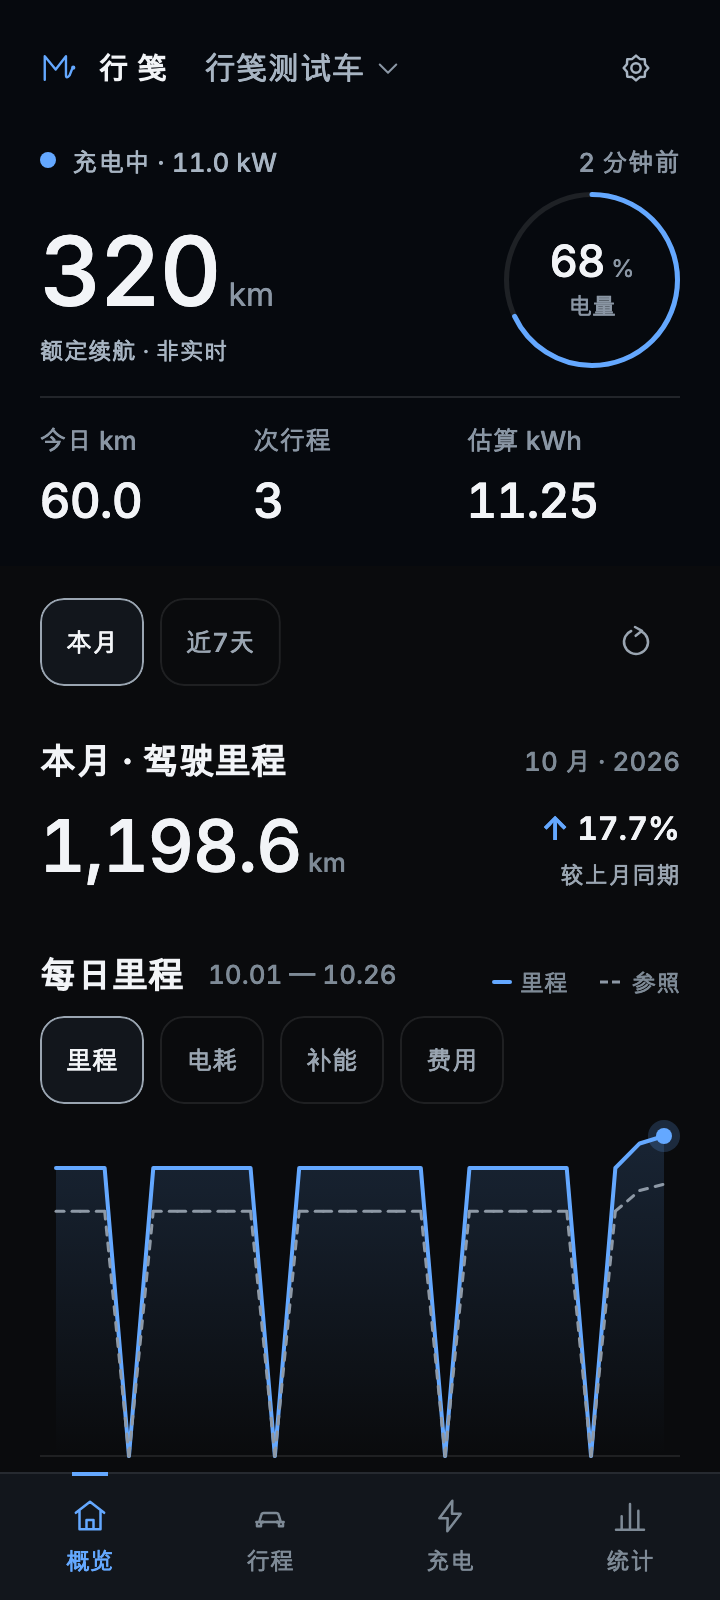 行笺 行笺测试车
充电中 · 11.0 kW 2 分钟前
320 km
68 %
电量
额定续航 · 非实时
今日 km 次行程 估算 kWh
60.0 3 11.25
本月 近7天
本月 · 驾驶里程 10 月 · 2026
1,198.6 km ↑ 17.7%
较上月同期
每日里程 10.01 — 10.26 里程 参照
里程 电耗 补能 费用
概览 行程 充电 统计